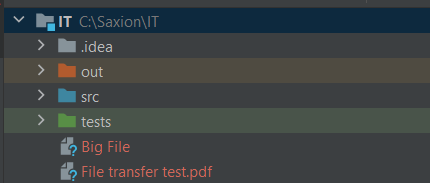 IT C:\Saxion\IT
.idea
out
src
tests
Big File
File transfer test.pdf